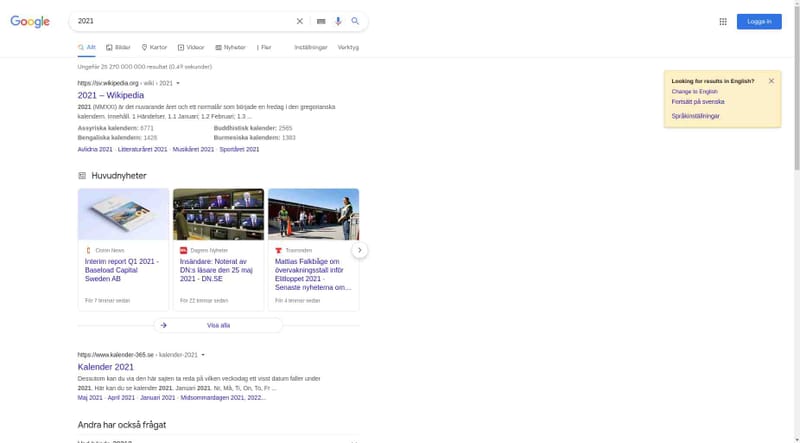 Google
2021
Logga in
Allt
Bilder
Kartor
Videor
Nyheter
Fler
Inställningar
Verktyg
Ungefär 25 270 000 000 resultat (0,49 sekunder)
https://sv.wikipedia.org › wiki › 2021
2021 – Wikipedia
2021 (MMXXI) är det nuvarande året och ett normalår som började en fredag i den gregorianska
kalendern. Innehåll. 1 Händelser. 1.1 Januari; 1.2 Februari; 1.3 ...
Assyriska kalendern: 6771
Buddhistisk kalender: 2565
Bengaliska kalendern: 1428
Burmesiska kalendern: 1383
Avlidna 2021 · Litteraturåret 2021 · Musikåret 2021 · Sportåret 2021
Looking for results in English?
Change to English
Fortsätt på svenska
Språkinställningar
Huvudnyheter
Cision News
Interim report Q1 2021 -
Baseload Capital
Sweden AB
För 7 timmar sedan
Dagens Nyheter
Insändare: Noterat av
DN:s läsare den 25 maj
2021 - DN.SE
För 22 timmar sedan
Travronden
Mattias Falkbåge om
övervakningsstall inför
Elitloppet 2021 -
Senaste nyheterna om...
För 4 timmar sedan
Visa alla
https://www.kalender-365.se › kalender-2021
Kalender 2021
Dessutom kan du via den här sajten ta reda på vilken veckodag ett visst datum faller under
2021. Här kan du se kalender 2021. Januari 2021. Nr, Må, Ti, On, To, Fr ...
Maj 2021 · April 2021 · Januari 2021 · Midsommardagen 2021, 2022...
Andra har också frågat